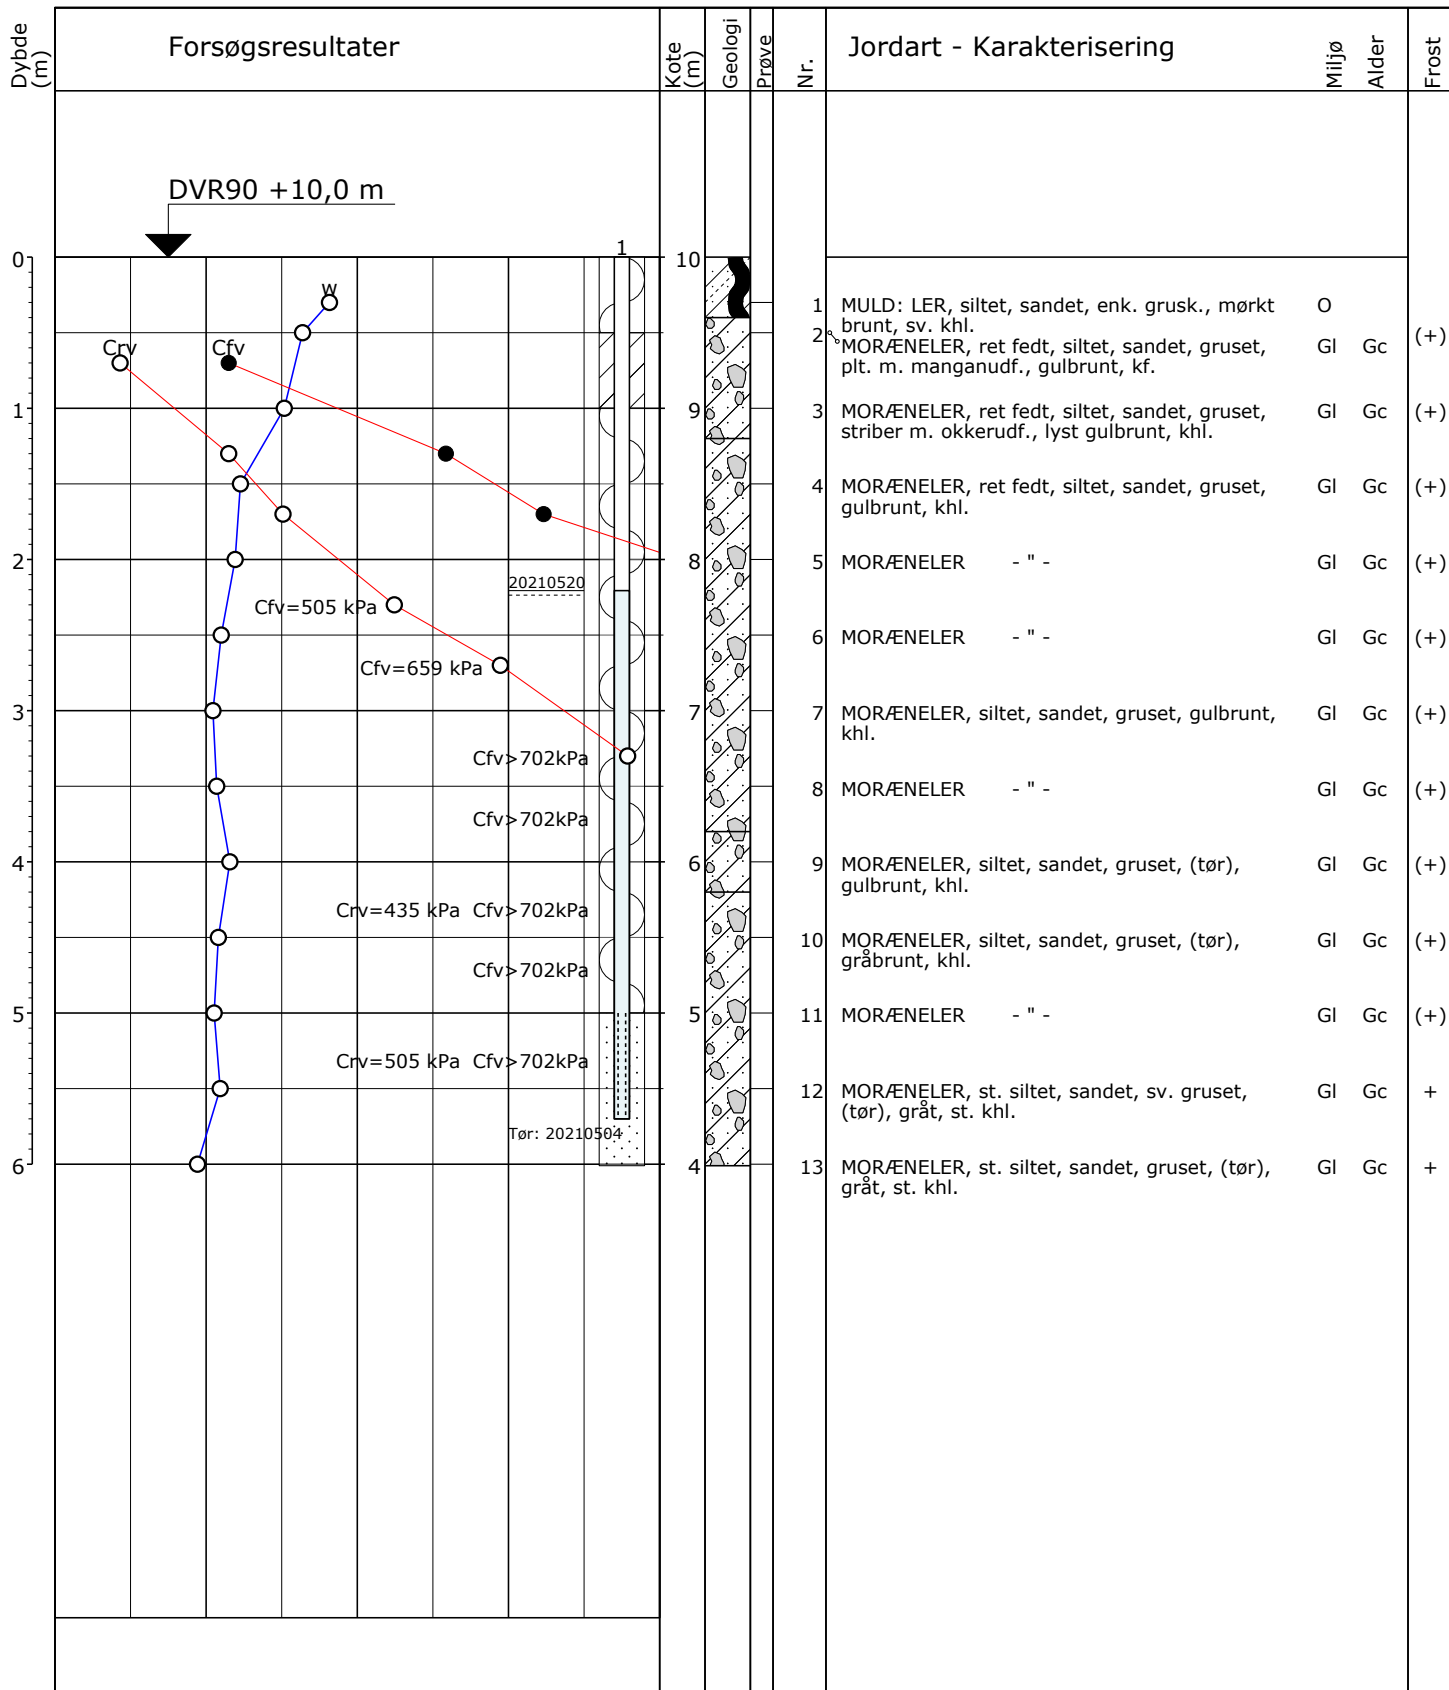 Dybde
(m)
Forsøgsresultater
Kote
(m)
Geologi
Prøve
Nr.
Jordart - Karakterisering
Miljø
Alder
Frost
DVR90 +10,0 m
0
1
10
w
1 MULD: LER, siltet, sandet, enk. grusk., mørkt O
brunt, sv. khl.
Crv
Cfv
2 MORÆNELER, ret fedt, siltet, sandet, gruset, Gl Gc (+)
plt. m. manganudf., gulbrunt, kf.
1
9
3 MORÆNELER, ret fedt, siltet, sandet, gruset, Gl Gc (+)
striber m. okkerudf., lyst gulbrunt, khl.
4 MORÆNELER, ret fedt, siltet, sandet, gruset, Gl Gc (+)
gulbrunt, khl.
2
8
5 MORÆNELER - " - Gl Gc (+)
20210520
Cfv=505 kPa
6 MORÆNELER - " - Gl Gc (+)
Cfv=659 kPa
3
7
7 MORÆNELER, siltet, sandet, gruset, gulbrunt, Gl Gc (+)
khl.
Cfv>702kPa
8 MORÆNELER - " - Gl Gc (+)
Cfv>702kPa
4
6
9 MORÆNELER, siltet, sandet, gruset, (tør), Gl Gc (+)
gulbrunt, khl.
Crv=435 kPa Cfv>702kPa
10 MORÆNELER, siltet, sandet, gruset, (tør), Gl Gc (+)
gråbrunt, khl.
Cfv>702kPa
5
5
11 MORÆNELER - " - Gl Gc (+)
Crv=505 kPa Cfv>702kPa
12 MORÆNELER, st. siltet, sandet, sv. gruset, Gl Gc +
(tør), gråt, st. khl.
Tør: 20210504
6
4
13 MORÆNELER, st. siltet, sandet, gruset, (tør), Gl Gc +
gråt, st. khl.